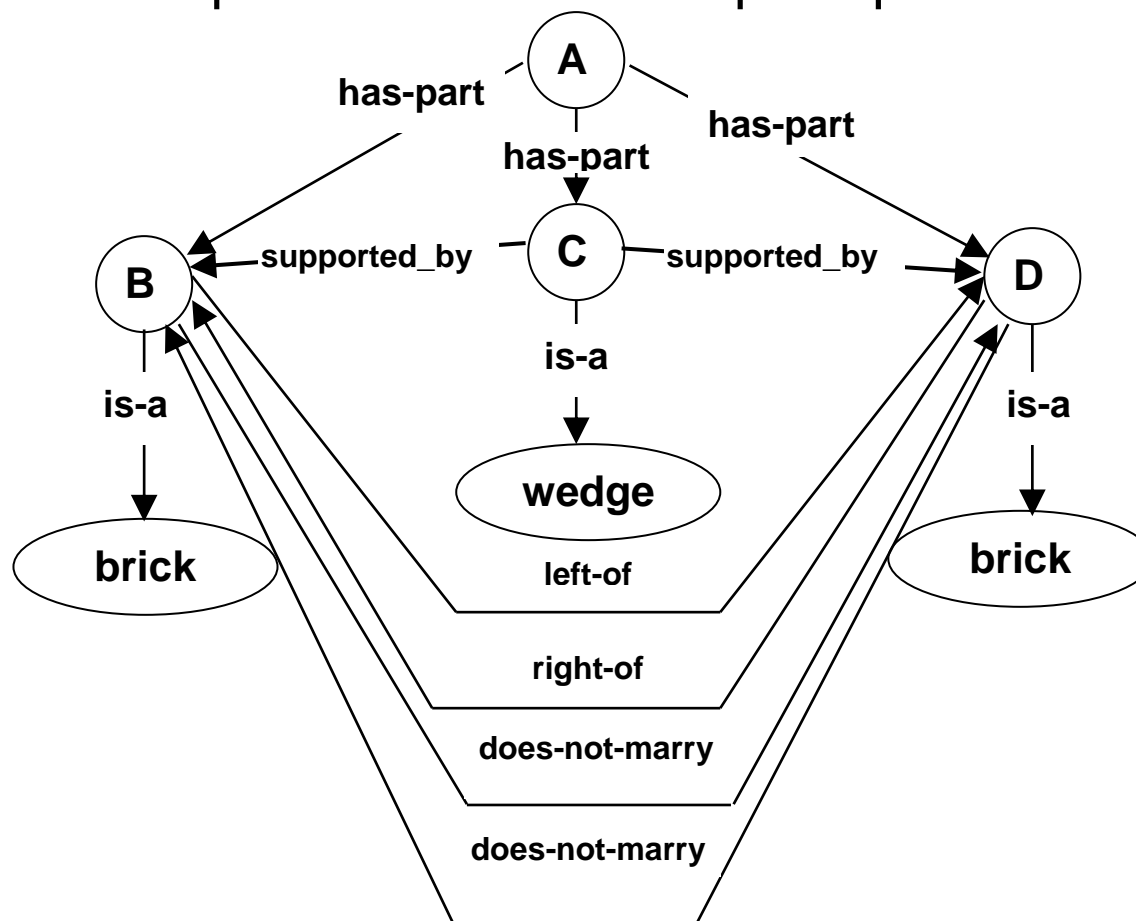 A
has-part
has-part
has-part
B
supported_by
C
supported_by
D
is-a
is-a
is-a
wedge
brick
brick
left-of
right-of
does-not-marry
does-not-marry